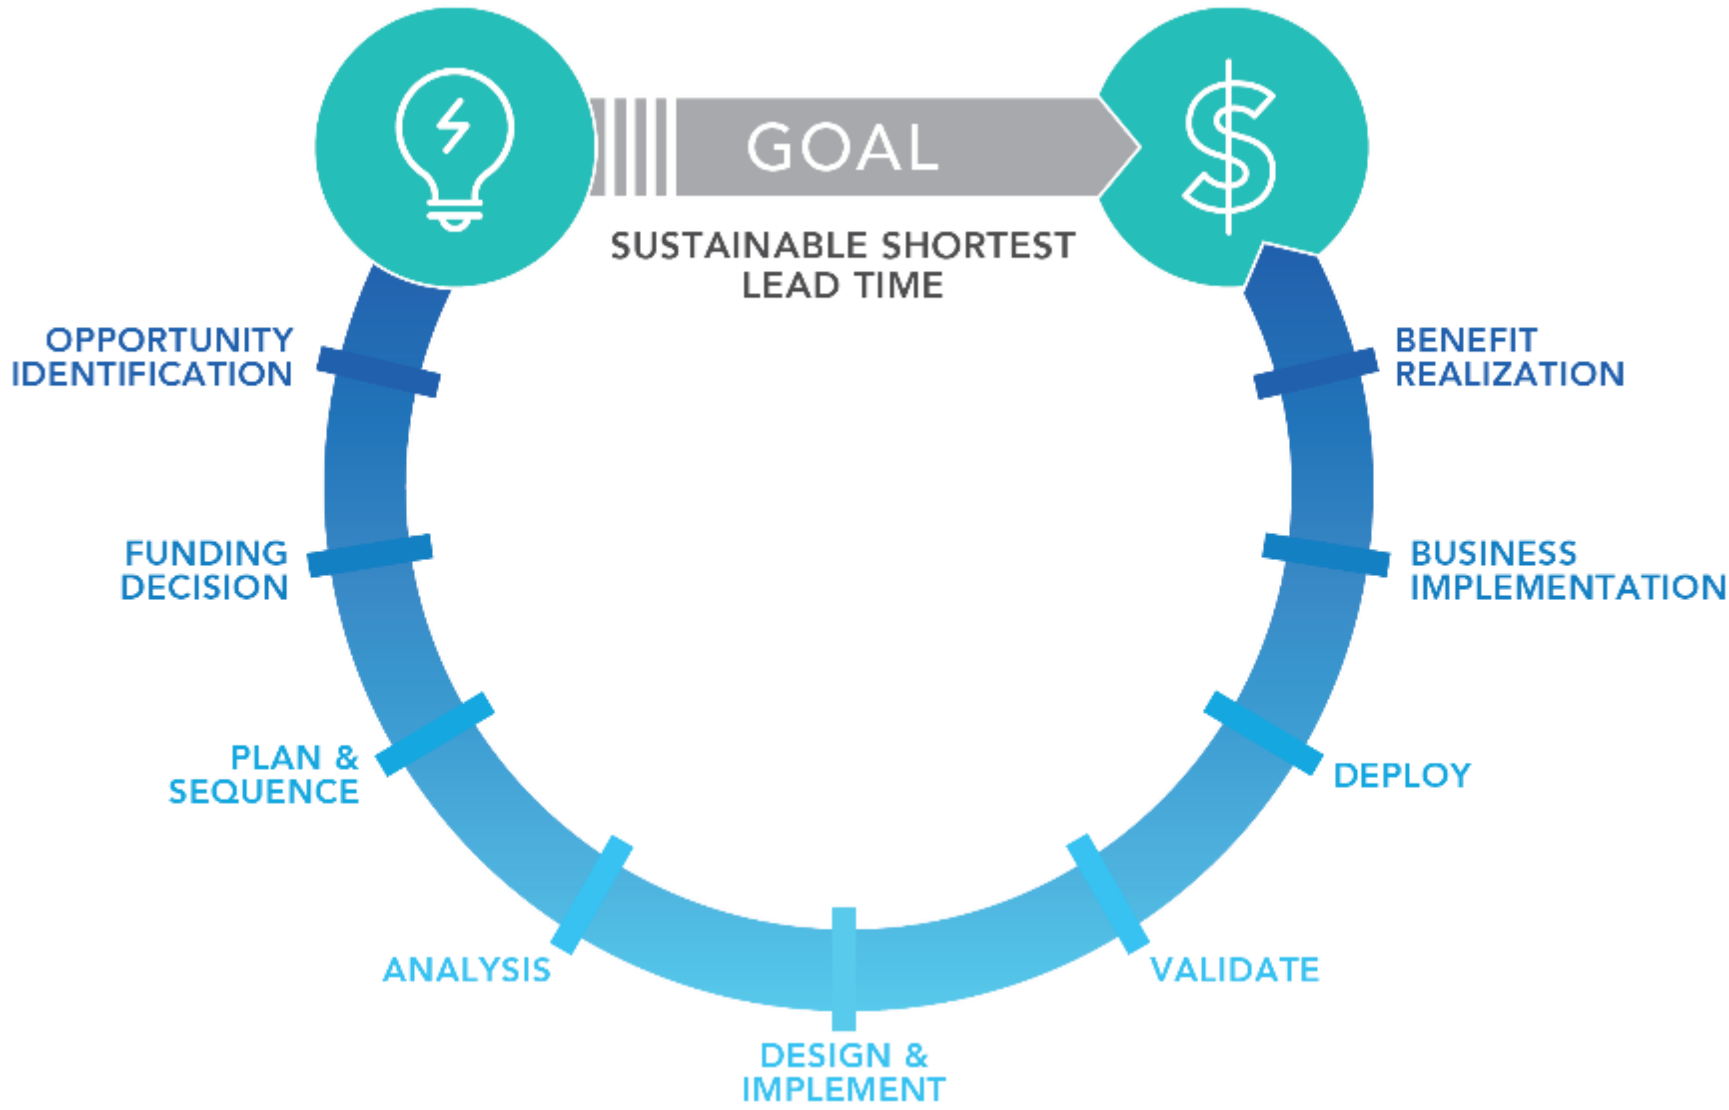 GOAL
SUSTAINABLE SHORTEST
LEAD TIME
OPPORTUNITY
IDENTIFICATION
FUNDING
DECISION
PLAN &
SEQUENCE
ANALYSIS
DESIGN &
IMPLEMENT
VALIDATE
DEPLOY
BUSINESS
IMPLEMENTATION
BENEFIT
REALIZATION